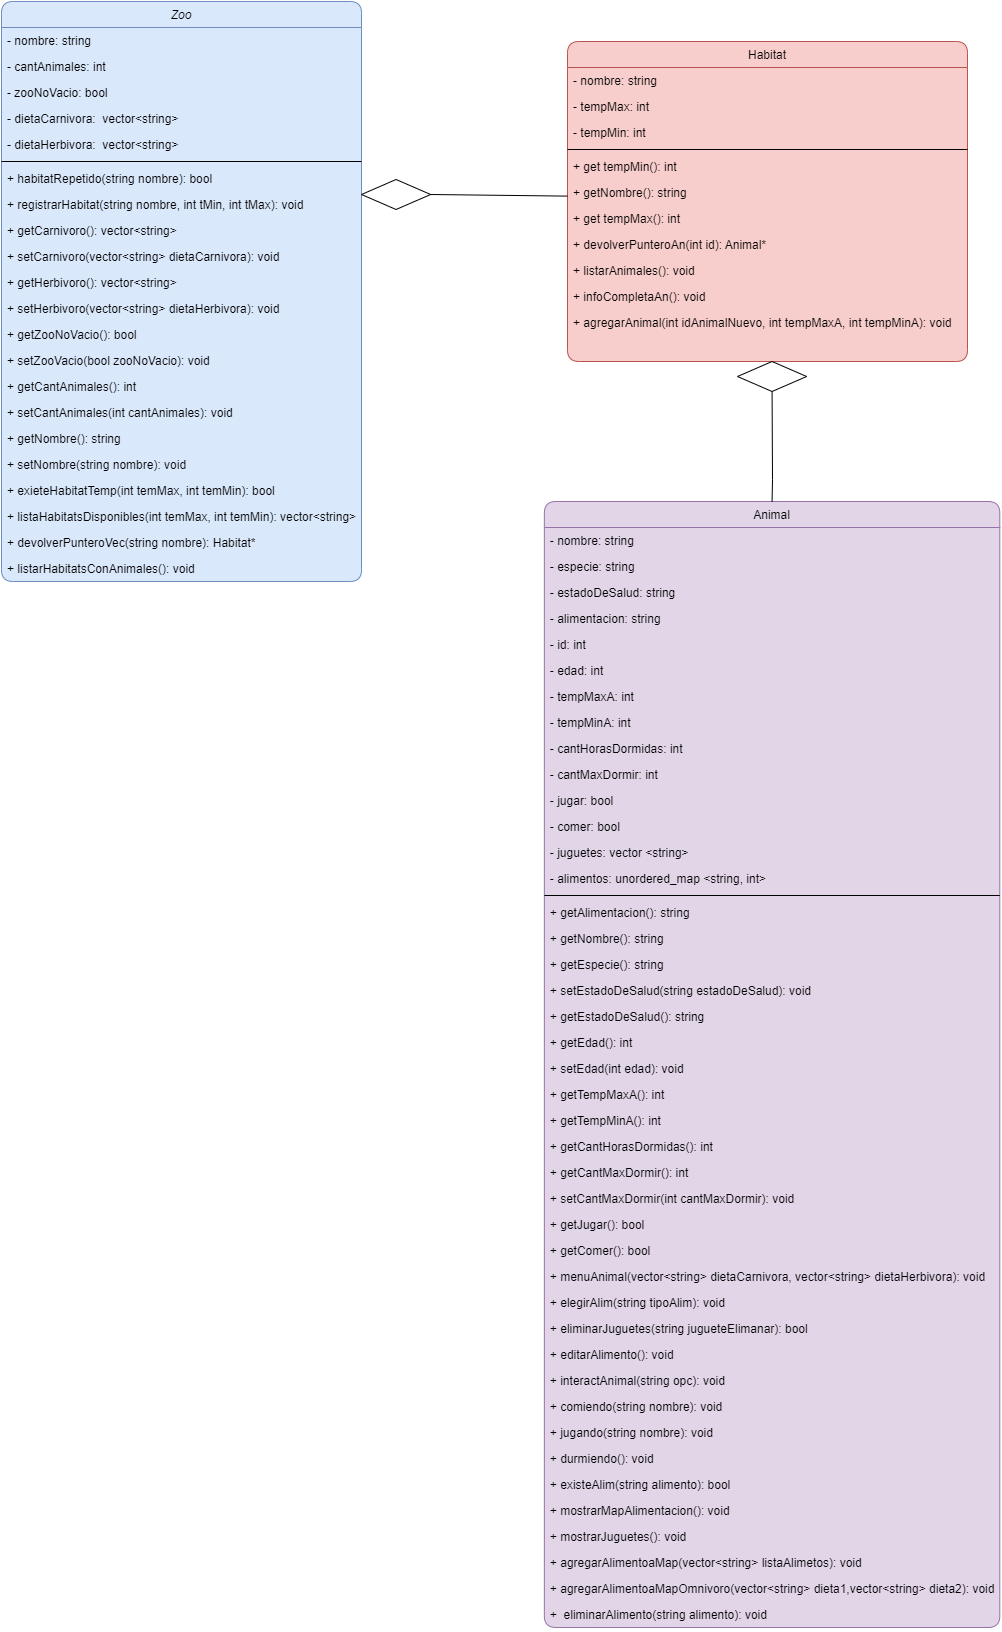 Zoo
- nombre: string
- cantAnimales: int
- zooNoVacio: bool
- dietaCarnivora:  vector<string>
- dietaHerbivora:  vector<string>
+ habitatRepetido(string nombre): bool
+ registrarHabitat(string nombre, int tMin, int tMax): void
+ getCarnivoro(): vector<string>
+ setCarnivoro(vector<string> dietaCarnivora): void
+ getHerbivoro(): vector<string>
+ setHerbivoro(vector<string> dietaHerbivora): void
+ getZooNoVacio(): bool
+ setZooVacio(bool zooNoVacio): void
+ getCantAnimales(): int
+ setCantAnimales(int cantAnimales): void
+ getNombre(): string
+ setNombre(string nombre): void
+ exieteHabitatTemp(int temMax, int temMin): bool
+ listaHabitatsDisponibles(int temMax, int temMin): vector<string>
+ devolverPunteroVec(string nombre): Habitat*
+ listarHabitatsConAnimales(): void
Habitat
- nombre: string
- tempMax: int
- tempMin: int
+ get tempMin(): int
+ getNombre(): string
+ get tempMax(): int
+ devolverPunteroAn(int id): Animal*
+ listarAnimales(): void
+ infoCompletaAn(): void
+ agregarAnimal(int idAnimalNuevo, int tempMaxA, int tempMinA): void
Animal
- nombre: string
- especie: string
- estadoDeSalud: string
- alimentacion: string
- id: int
- edad: int
- tempMaxA: int
- tempMinA: int
- cantHorasDormidas: int
- cantMaxDormir: int
- jugar: bool
- comer: bool
- juguetes: vector <string>
- alimentos: unordered_map <string, int>
+ getAlimentacion(): string
+ getNombre(): string
+ getEspecie(): string
+ setEstadoDeSalud(string estadoDeSalud): void
+ getEstadoDeSalud(): string
+ getEdad(): int
+ setEdad(int edad): void
+ getTempMaxA(): int
+ getTempMinA(): int
+ getCantHorasDormidas(): int
+ getCantMaxDormir(): int
+ setCantMaxDormir(int cantMaxDormir): void
+ getJugar(): bool
+ getComer(): bool
+ menuAnimal(vector<string> dietaCarnivora, vector<string> dietaHerbivora): void
+ elegirAlim(string tipoAlim): void
+ eliminarJuguetes(string jugueteElimanar): bool
+ editarAlimento(): void
+ interactAnimal(string opc): void
+ comiendo(string nombre): void
+ jugando(string nombre): void
+ durmiendo(): void
+ existeAlim(string alimento): bool
+ mostrarMapAlimentacion(): void
+ mostrarJuguetes(): void
+ agregarAlimentoaMap(vector<string> listaAlimetos): void
+ agregarAlimentoaMapOmnivoro(vector<string> dieta1,vector<string> dieta2): void
+  eliminarAlimento(string alimento): void